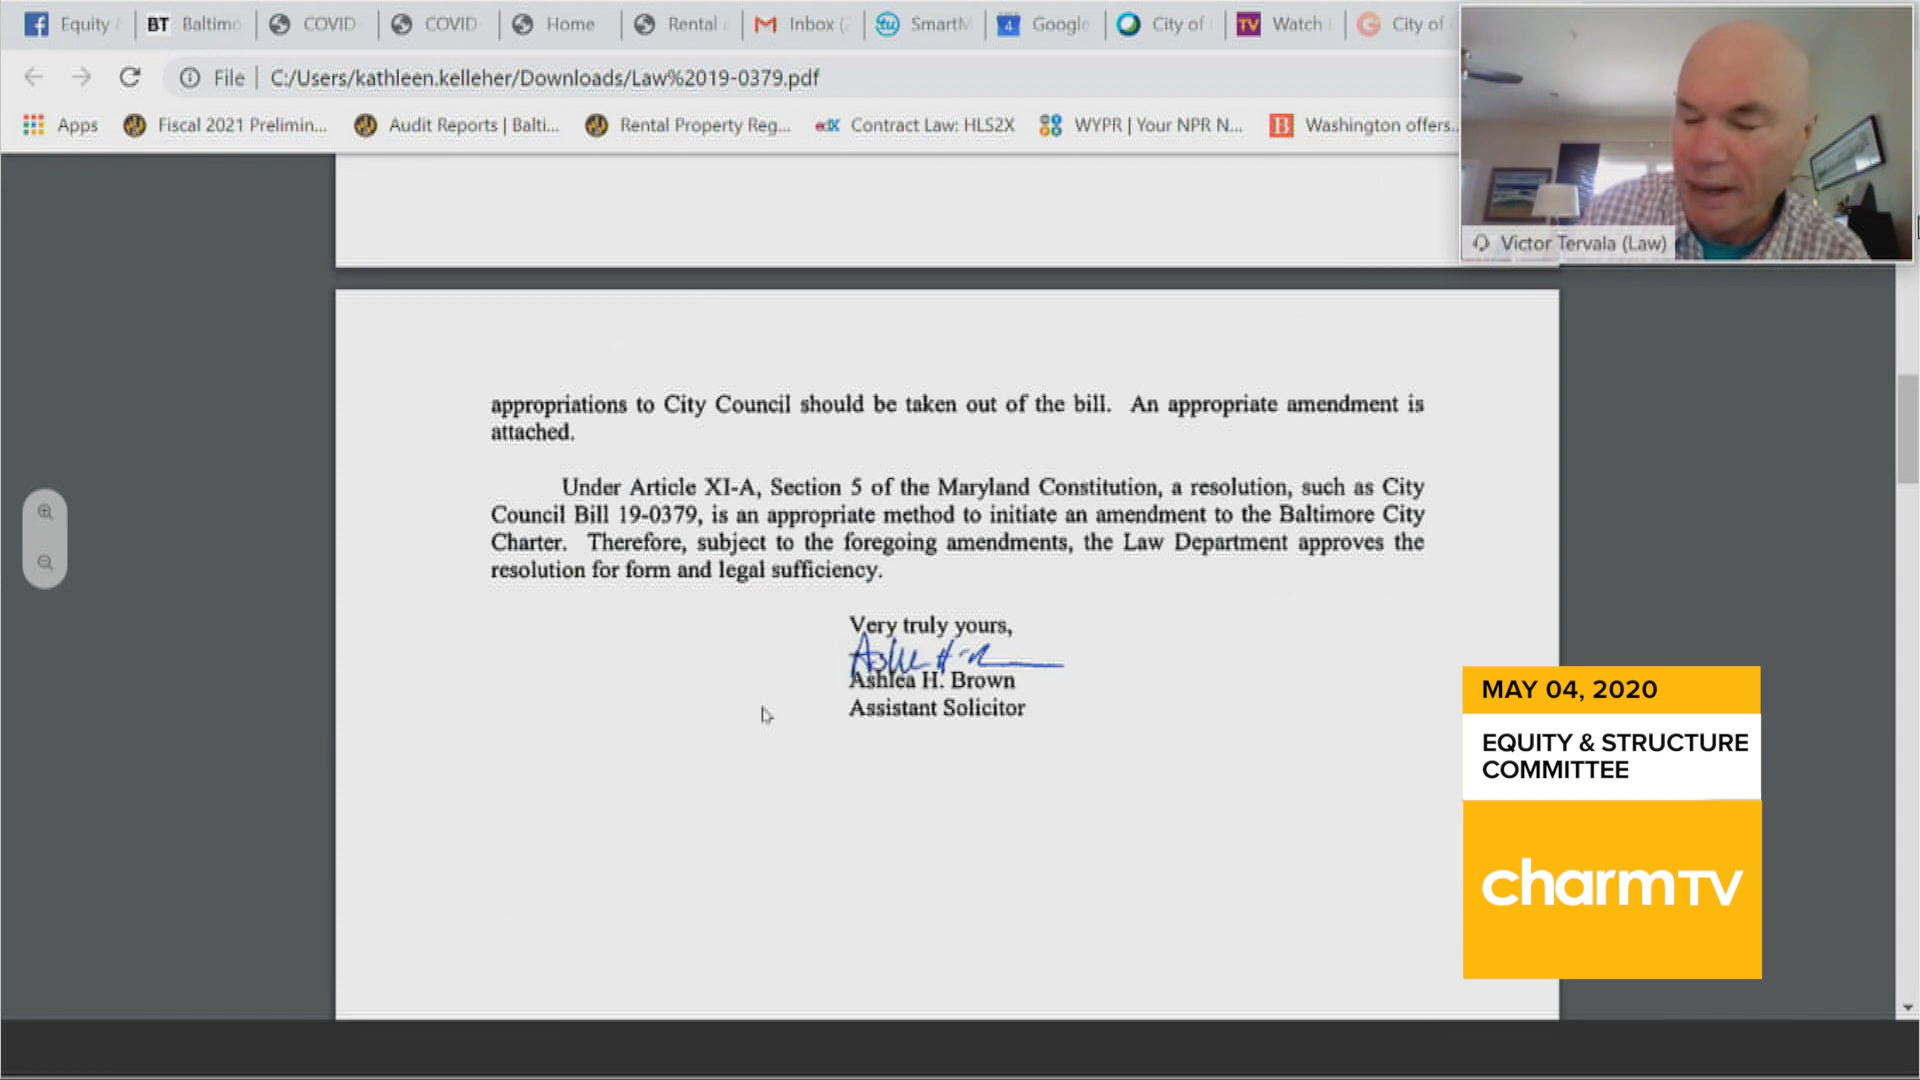 Equity
BT Baltimo
COVID
COVID
Home
Rental
Inbox (
SmartM
4 Google
City of
TV Watch
City of
File | C:/Users/kathleen.kelleher/Downloads/Law%2019-0379.pdf
Apps
Fiscal 2021 Prelimin...
Audit Reports | Balti...
Rental Property Reg...
edX Contract Law: HLS2X
WYPR | Your NPR N...
B Washington offers...
Victor Tervala (Law)
appropriations to City Council should be taken out of the bill. An appropriate amendment is
attached.
Under Article XI-A, Section 5 of the Maryland Constitution, a resolution, such as City
Council Bill 19-0379, is an appropriate method to initiate an amendment to the Baltimore City
Charter. Therefore, subject to the foregoing amendments, the Law Department approves the
resolution for form and legal sufficiency.
Very truly yours,
Ashlea H. Brown
Assistant Solicitor
MAY 04, 2020
EQUITY & STRUCTURE
COMMITTEE
charmTV